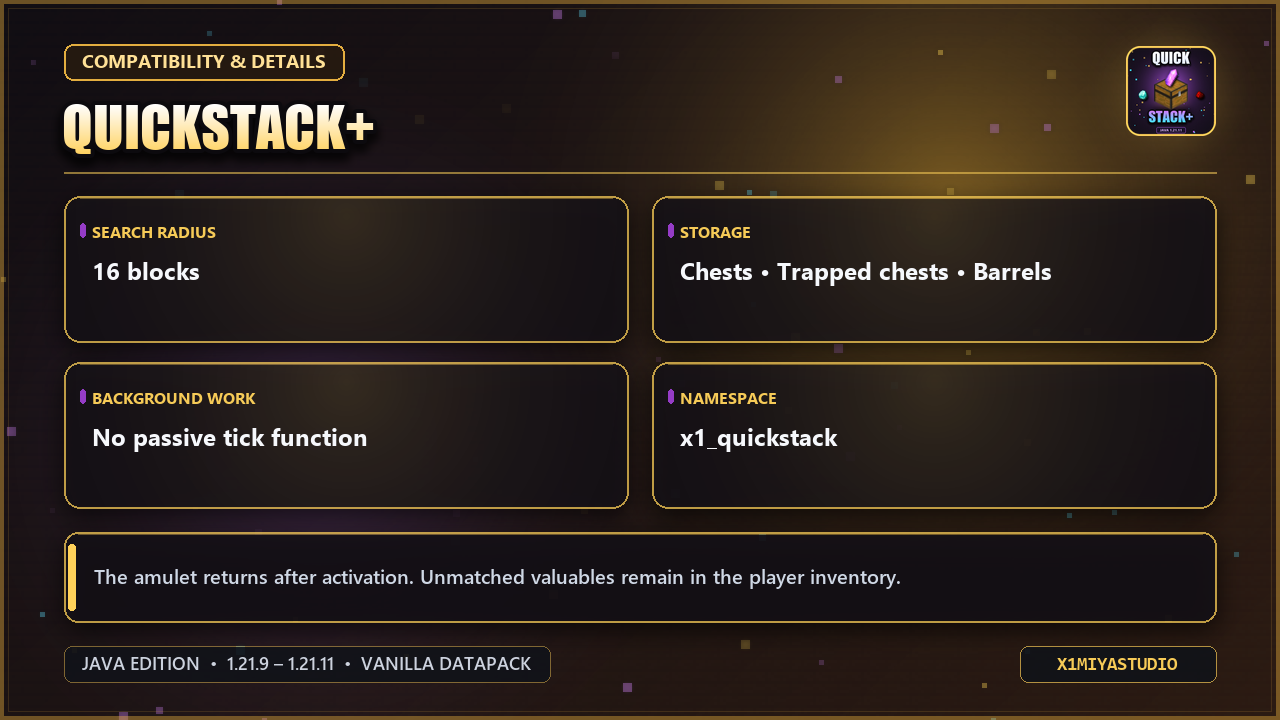 COMPATIBILITY & DETAILS
QUICKSTACK+
QUICK
STACK+
SEARCH RADIUS
16 blocks
STORAGE
Chests • Trapped chests • Barrels
BACKGROUND WORK
No passive tick function
NAMESPACE
x1_quickstack
The amulet returns after activation. Unmatched valuables remain in the player inventory.
JAVA EDITION • 1.21.9 – 1.21.11 • VANILLA DATAPACK
X1MIYASTUDIO